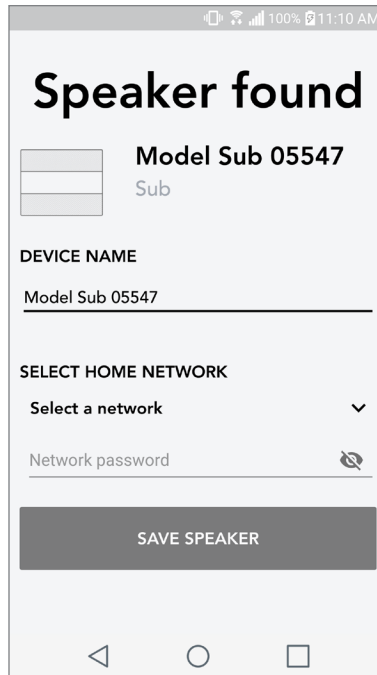 100% 11:10 AM
Speaker found
Model Sub 05547
Sub
DEVICE NAME
Model Sub 05547
SELECT HOME NETWORK
Select a network
Network password
SAVE SPEAKER